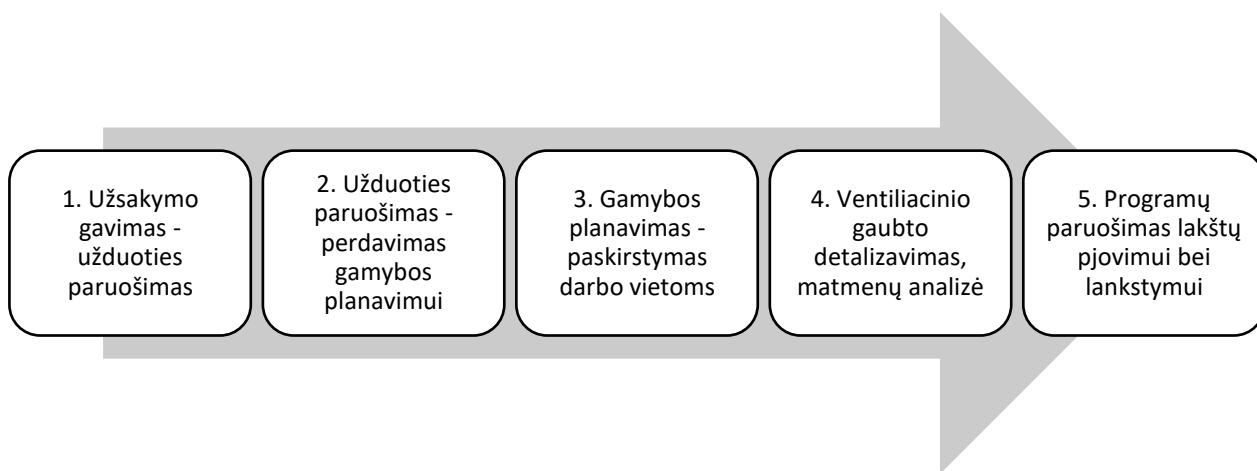 1. Užsakymo
gavimas -
užduoties
paruošimas
2. Užduoties
paruošimas -
perdavimas
gamybos
planavimui
3. Gamybos
planavimas -
paskirstymas
darbo vietoms
4. Ventiliacinio
gaubto
detalizavimas,
matmenų analizė
5. Programų
paruošimas lakštų
pjovimui bei
lankstymui